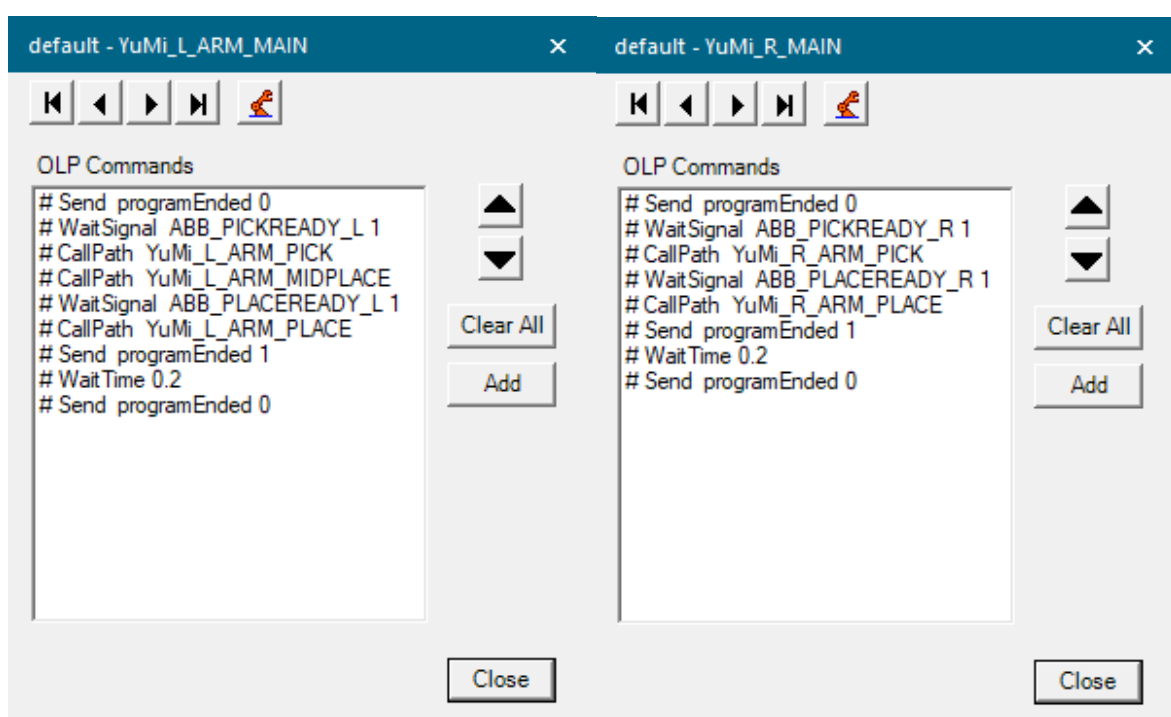 default - YuMi_L_ARM_MAIN
OLP Commands
# Send programEnded 0
# WaitSignal ABB_PICKREADY_L 1
# CallPath YuMi_L_ARM_PICK
# CallPath YuMi_L_ARM_MIDPLACE
# WaitSignal ABB_PLACEREADY_L 1
# CallPath YuMi_L_ARM_PLACE
# Send programEnded 1
# WaitTime 0.2
# Send programEnded 0
Clear All
Add
Close
default - YuMi_R_MAIN
OLP Commands
# Send programEnded 0
# WaitSignal ABB_PICKREADY_R 1
# CallPath YuMi_R_ARM_PICK
# WaitSignal ABB_PLACEREADY_R 1
# CallPath YuMi_R_ARM_PLACE
# Send programEnded 1
# WaitTime 0.2
# Send programEnded 0
Clear All
Add
Close